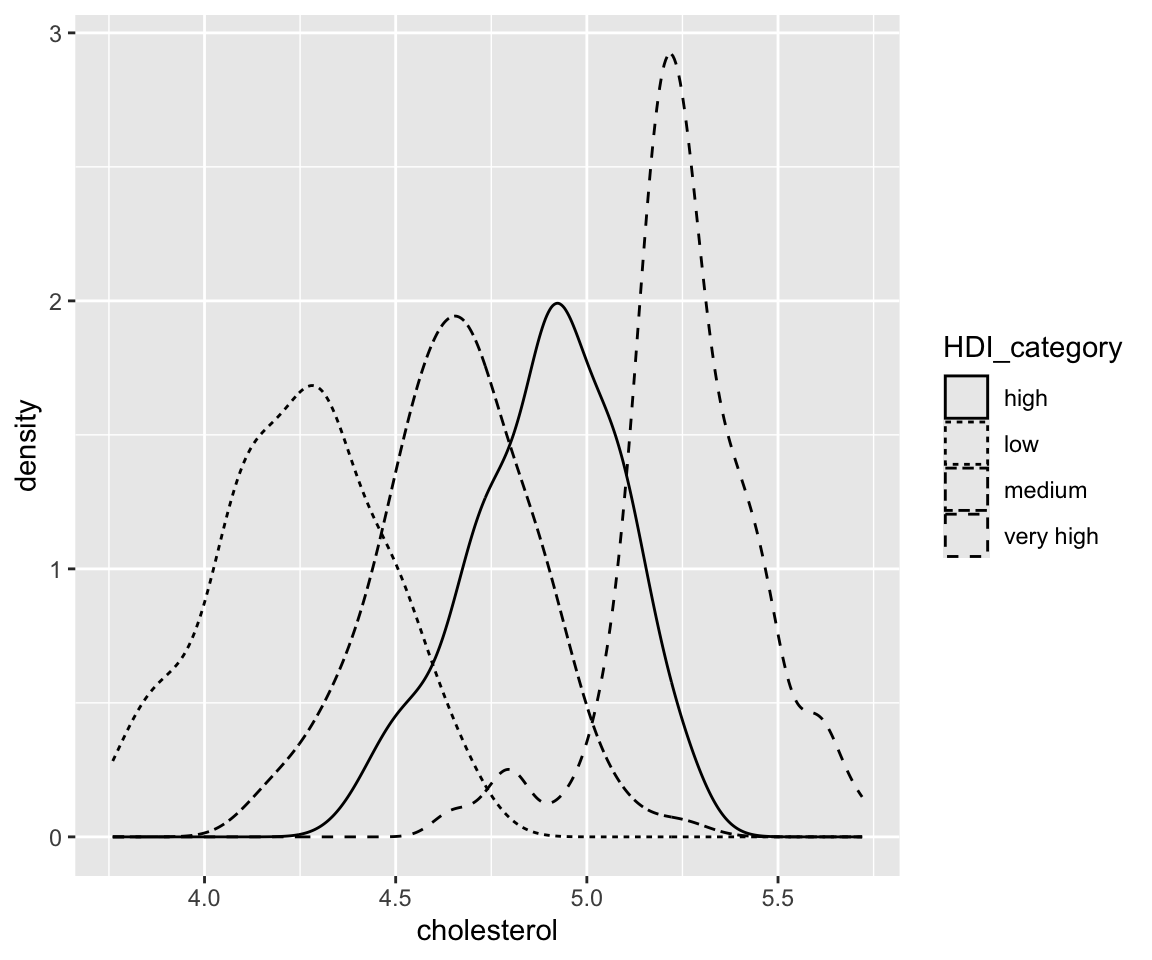 3
2
1
0
density
4.0 4.5 5.0 5.5
cholesterol
HDI_category
high
low
medium
very high